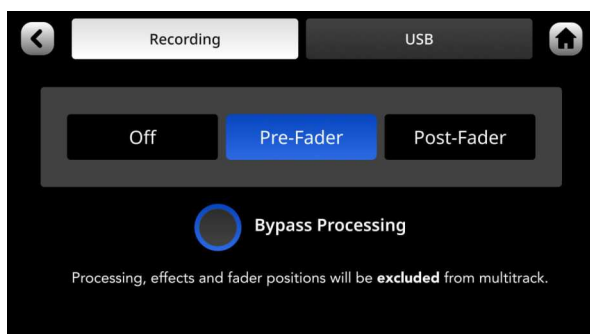 Recording USB
Off Pre-Fader Post-Fader
Bypass Processing
Processing, effects and fader positions will be excluded from multitrack.